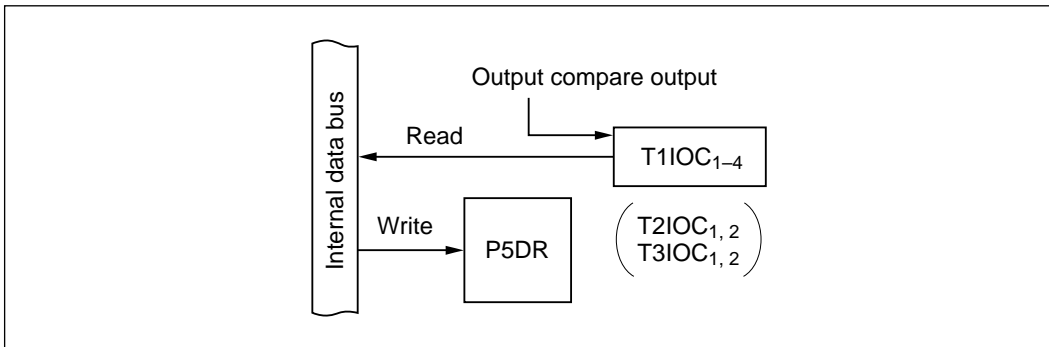 Output compare output
Internal data bus
Read
T1IOC1–4
Write
P5DR
T2IOC1, 2
T3IOC1, 2